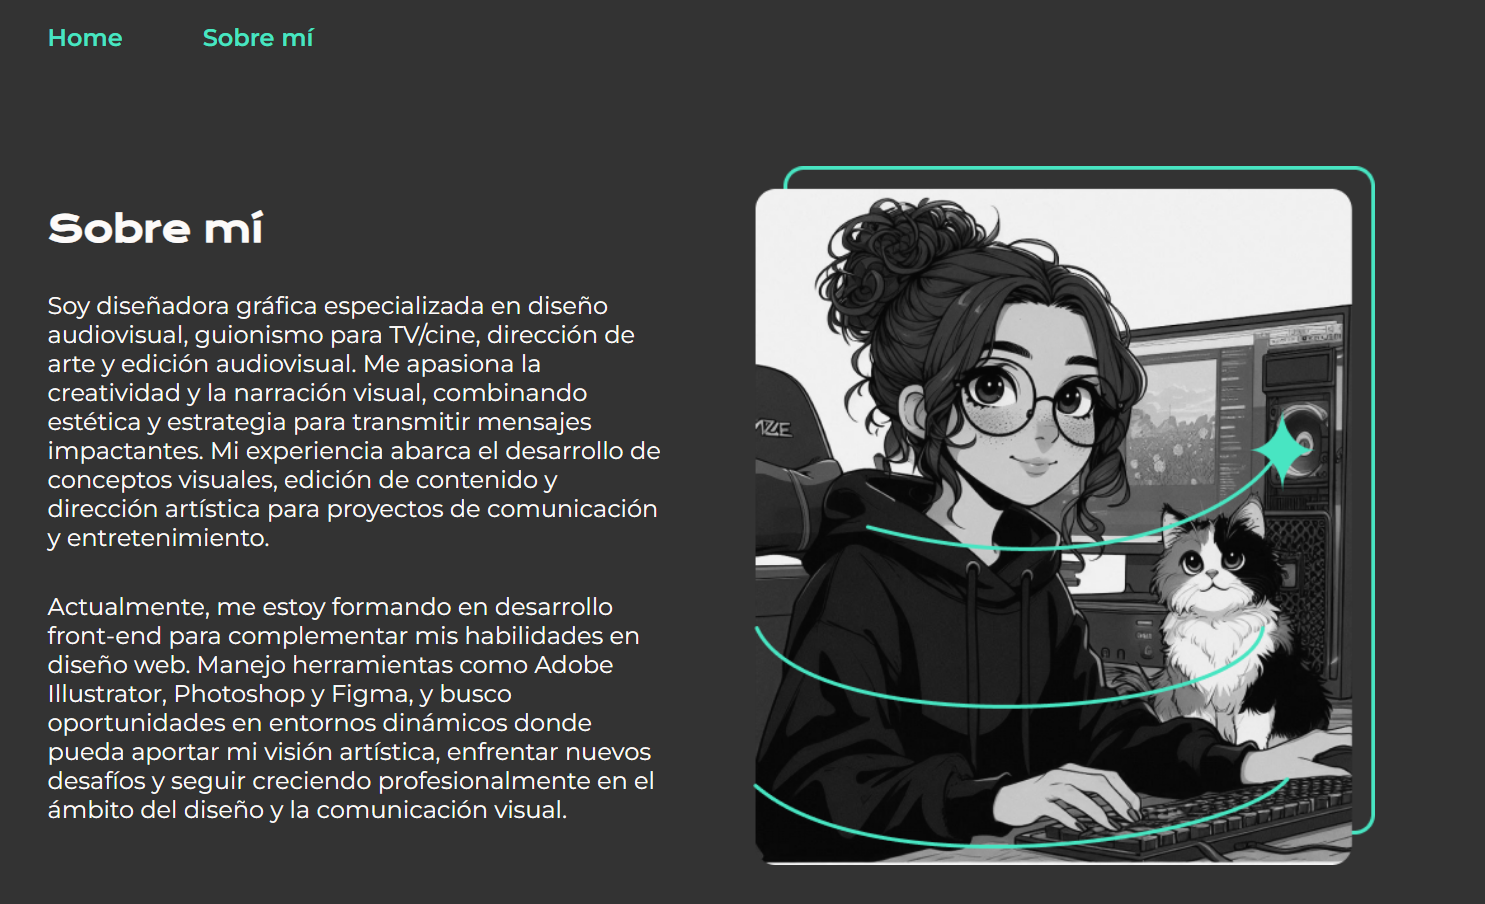 Home Sobre mí
Sobre mí
Soy diseñadora gráfica especializada en diseño
audiovisual, guionismo para TV/cine, dirección de
arte y edición audiovisual. Me apasiona la
creatividad y la narración visual, combinando
estética y estrategia para transmitir mensajes
impactantes. Mi experiencia abarca el desarrollo de
conceptos visuales, edición de contenido y
dirección artística para proyectos de comunicación
y entretenimiento.
Actualmente, me estoy formando en desarrollo
front-end para complementar mis habilidades en
diseño web. Manejo herramientas como Adobe
Illustrator, Photoshop y Figma, y busco
oportunidades en entornos dinámicos donde
pueda aportar mi visión artística, enfrentar nuevos
desafíos y seguir creciendo profesionalmente en el
ámbito del diseño y la comunicación visual.